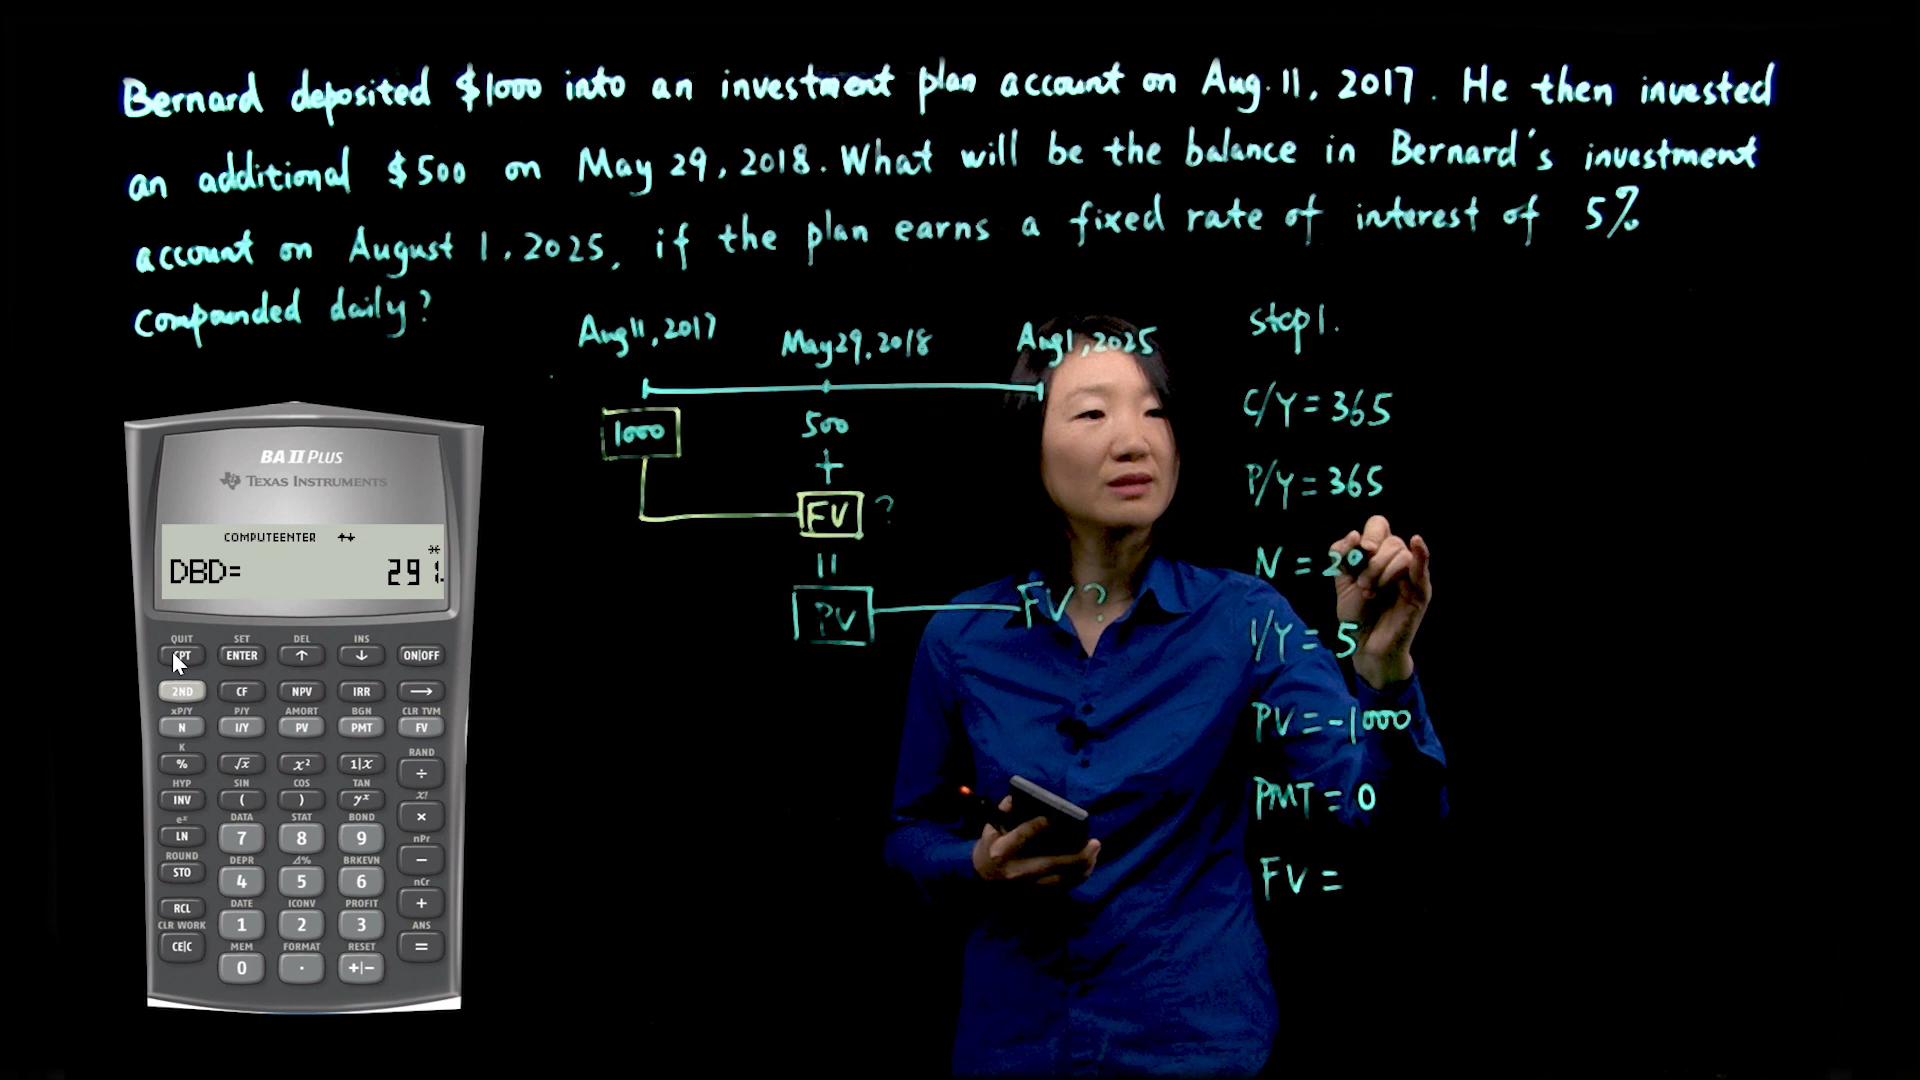 Bernard deposited $1000 into an investment plan account on Aug. 11, 2017. He then invested
an additional $500 on May 29, 2018. What will be the balance in Bernard's investment
account on August 1, 2025, if the plan earns a fixed rate of interest of 5%
compounded daily?
Aug 11, 2017 May 29, 2018 Aug 1, 2025
1000 500
+
FV ?
PV FV?
step 1.
C/Y = 365
P/Y = 365
N = 29
I/Y = 5
PV = -1000
PMT = 0
FV =
BA II PLUS
TEXAS INSTRUMENTS
COMPUTE ENTER ↑↓
DBD= 291.
QUIT SET DEL INS
CPT ENTER ↑ ↓ ON|OFF
2ND CF NPV IRR →
xP/Y P/Y AMORT BGN CLR TVM
N I/Y PV PMT FV
K RAND
% √x x² 1|x ÷
HYP SIN COS TAN x!
INV ( ) yˣ ×
eˣ DATA STAT BOND nPr
LN 7 8 9 −
ROUND DEPR Δ% BRKEVN nCr
STO 4 5 6 +
DATE ICONV PROFIT
RCL 1 2 3
CLR WORK MEM FORMAT RESET ANS
CE|C 0 . +|− =